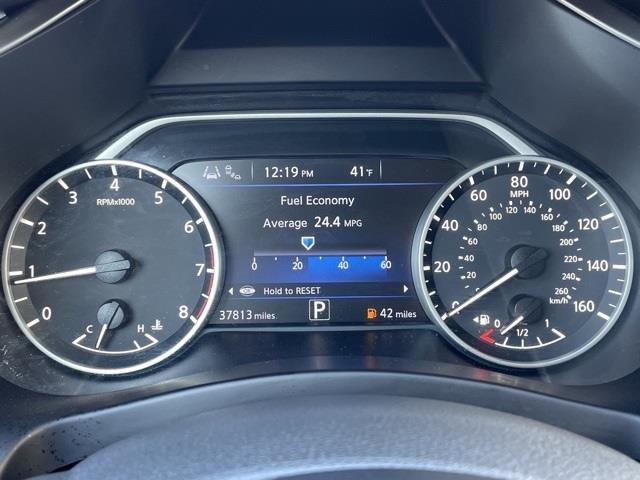 12:19 PM 41°F
Fuel Economy
Average 24.4 MPG
0 20 40 60
OK Hold to RESET
37813 miles. P 42 miles
0 1 2 3 4 5 6 7 8
RPMx1000
C H
0 20 40 60 80 100 120 140 160
MPH
0 20 40 60 80 100 120 140 160 180 200 220 240 260
km/h
0 1/2 1